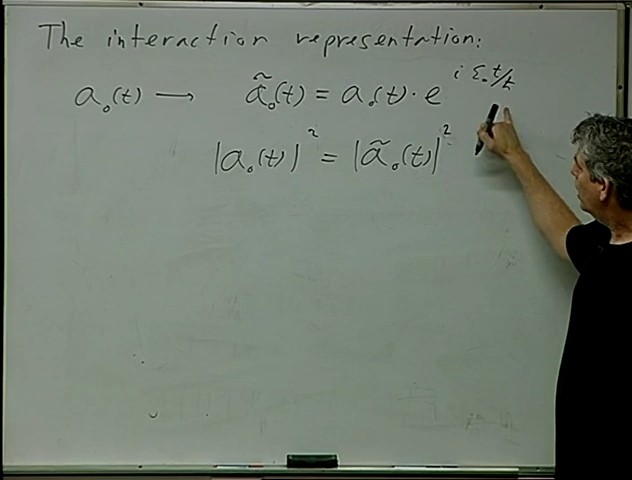 The interaction representation:
a₀(t) → ã₀(t) = a₀(t) · e^{i ε₀ t/ħ}
|a₀(t)|² = |ã₀(t)|²